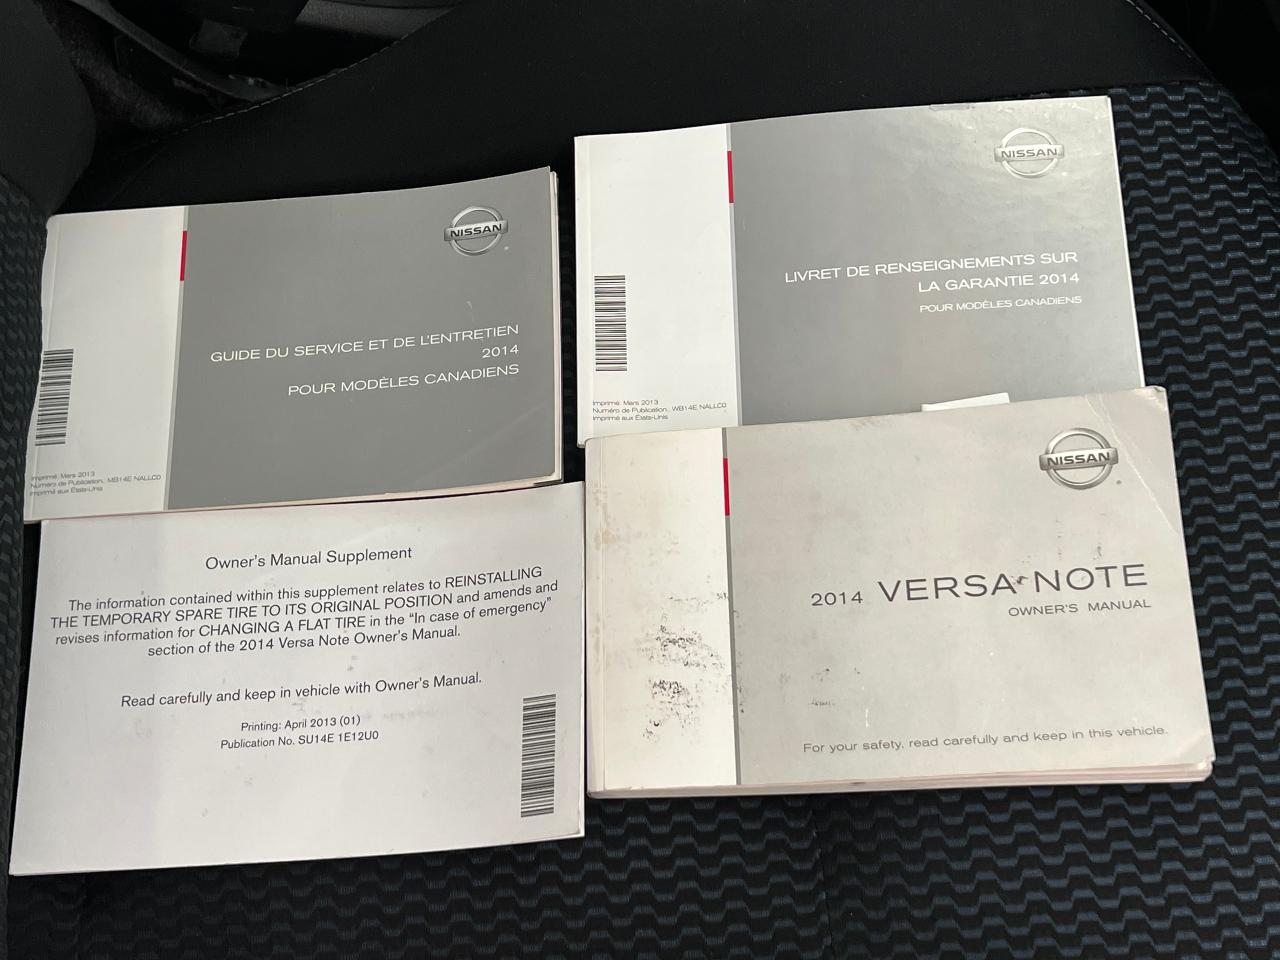 NISSAN
GUIDE DU SERVICE ET DE L'ENTRETIEN
2014
POUR MODÈLES CANADIENS
Imprimé: Mars 2013
Numéro de Publication. MB14E NALLC0
Imprimé aux États-Unis
NISSAN
LIVRET DE RENSEIGNEMENTS SUR
LA GARANTIE 2014
POUR MODÈLES CANADIENS
Imprimé: Mars 2013
Numéro de Publication. WB14E NALLC0
Imprimé aux États-Unis
Owner's Manual Supplement
The information contained within this supplement relates to REINSTALLING
THE TEMPORARY SPARE TIRE TO ITS ORIGINAL POSITION and amends and
revises information for CHANGING A FLAT TIRE in the "In case of emergency"
section of the 2014 Versa Note Owner's Manual.
Read carefully and keep in vehicle with Owner's Manual.
Printing: April 2013 (01)
Publication No. SU14E 1E12U0
NISSAN
2014 VERSA NOTE
OWNER'S MANUAL
For your safety, read carefully and keep in this vehicle.